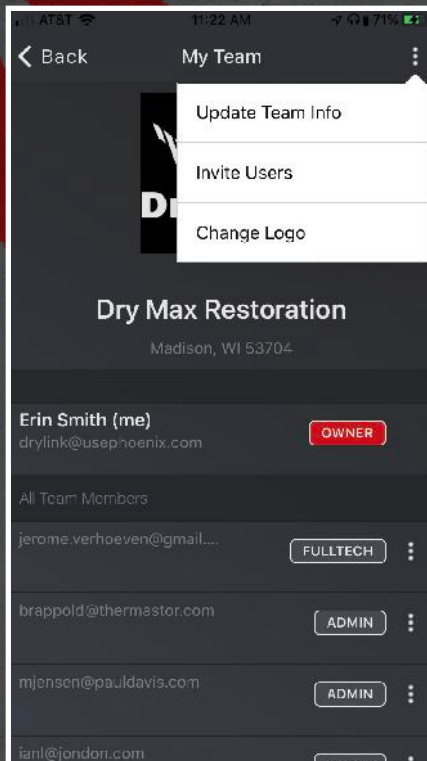 AT&T 11:22 AM 71%
Back My Team
Update Team Info
Invite Users
Change Logo
Dry Max Restoration
Madison, WI 53704
Erin Smith (me)
OWNER
drylink@usephoenix.com
All Team Members
jerome.verhoeven@gmail....
FULLTECH
brappold@thermastor.com
ADMIN
mjensen@pauldavis.com
ADMIN
ianl@jondon.com